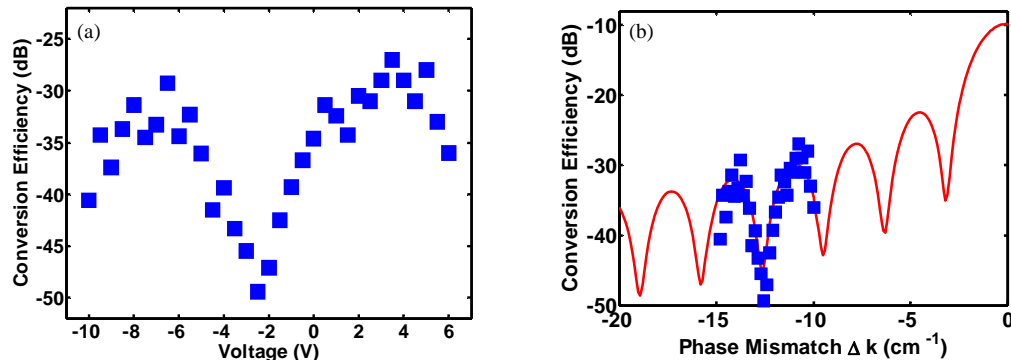 (a)
Conversion Efficiency (dB)
-25
-30
-35
-40
-45
-50
-10 -8 -6 -4 -2 0 2 4 6
Voltage (V)
(b)
Conversion Efficiency (dB)
-10
-20
-30
-40
-50
-20 -15 -10 -5 0
Phase Mismatch Δ k (cm⁻¹)